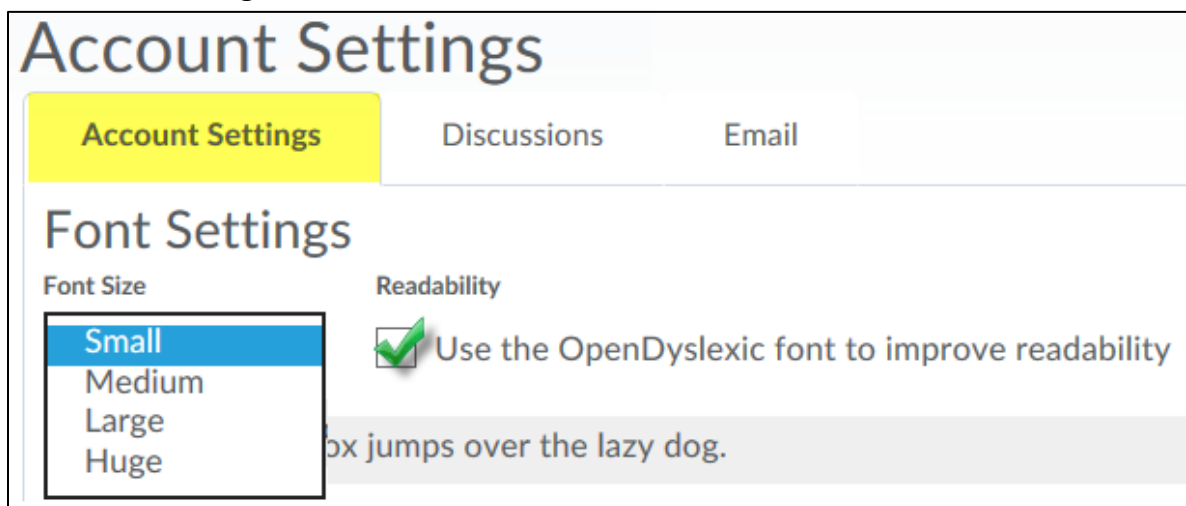 Account Settings
Account Settings Discussions Email
Font Settings
Font Size Readability
Small
Use the OpenDyslexic font to improve readability
Medium
Large
Huge
jumps over the lazy dog.